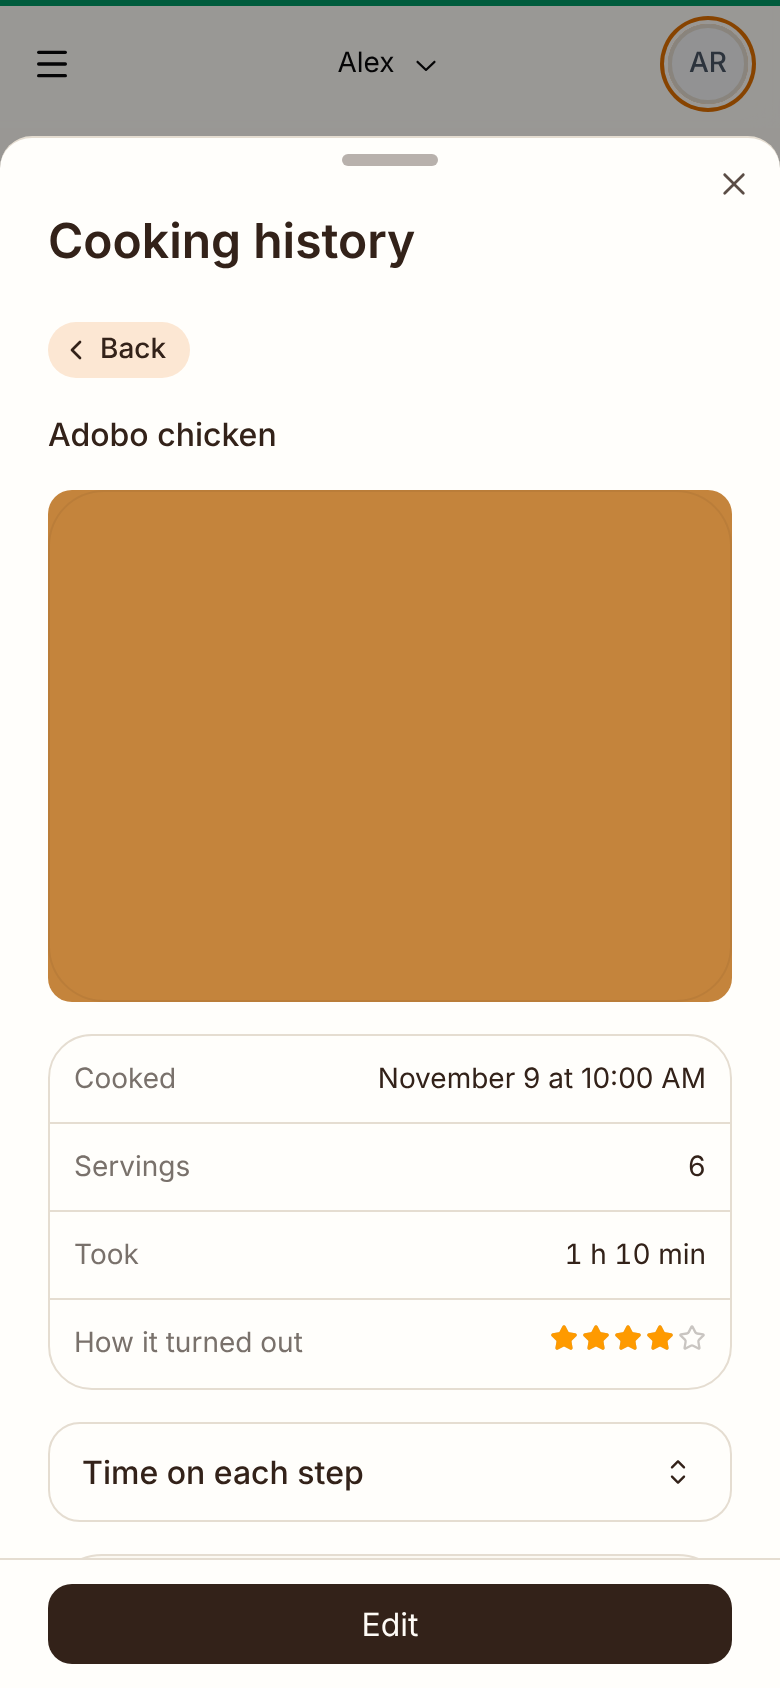 Alex
AR
Cooking history
Back
Adobo chicken
Cooked November 9 at 10:00 AM
Servings 6
Took 1 h 10 min
How it turned out
Time on each step
Edit